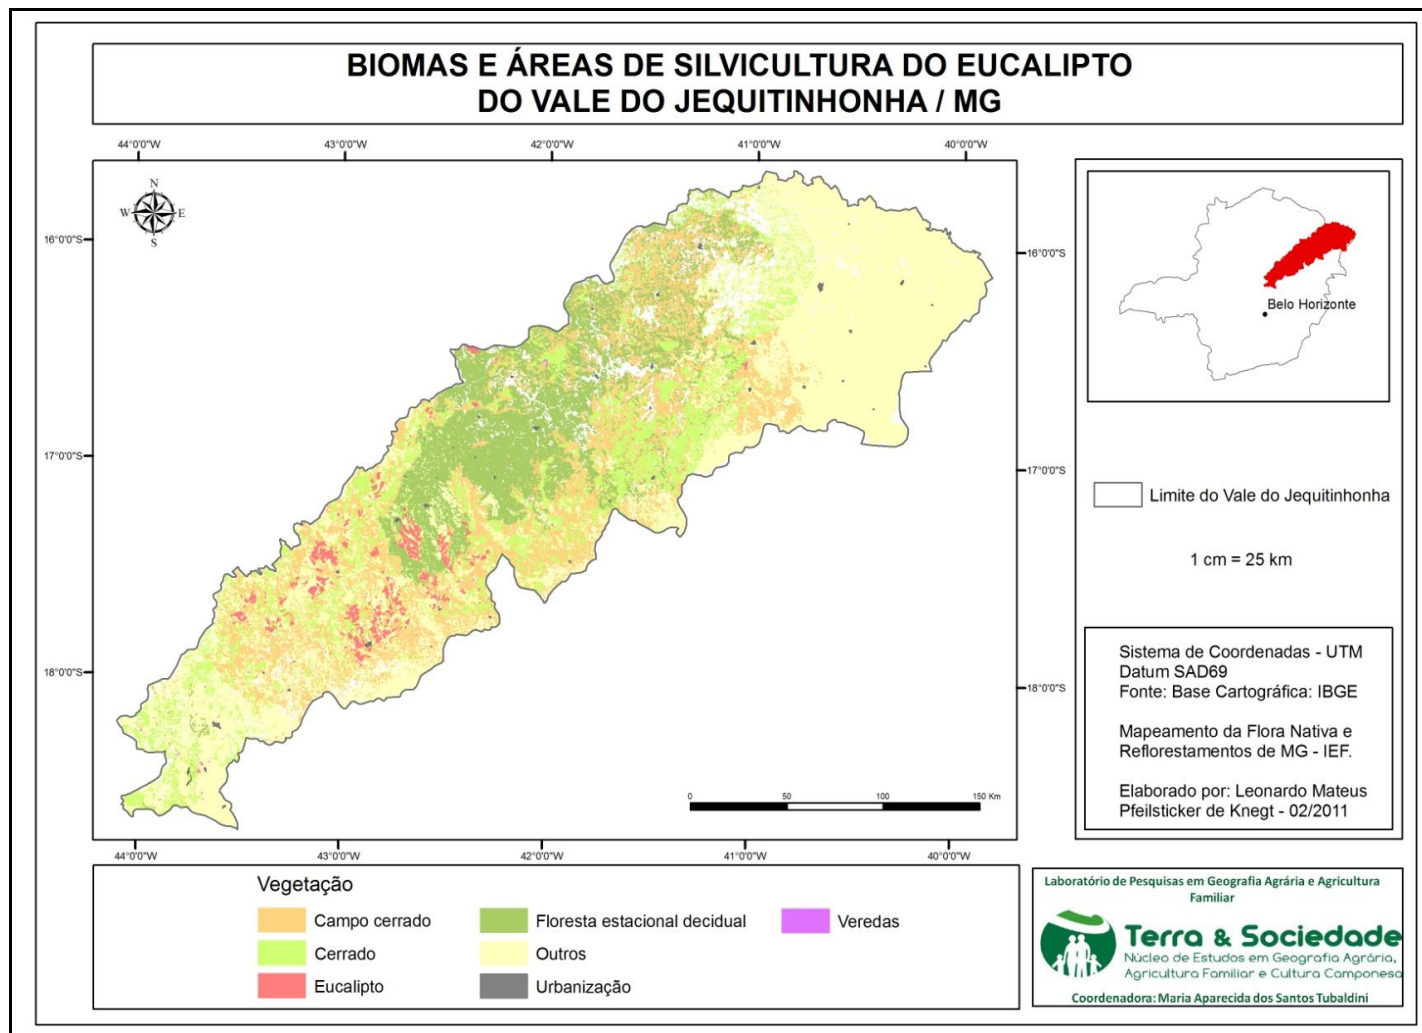 BIOMAS E ÁREAS DE SILVICULTURA DO EUCALIPTO
DO VALE DO JEQUITINHONHA / MG
44°0'0"W 43°0'0"W 42°0'0"W 41°0'0"W 40°0'0"W
N
W E
S
16°0'0"S
16°0'0"S
17°0'0"S
17°0'0"S
18°0'0"S
18°0'0"S
0 50 100 150 Km
44°0'0"W 43°0'0"W 42°0'0"W 41°0'0"W 40°0'0"W
Belo Horizonte
Limite do Vale do Jequitinhonha
1 cm = 25 km
Sistema de Coordenadas - UTM
Datum SAD69
Fonte: Base Cartográfica: IBGE
Mapeamento da Flora Nativa e
Reflorestamentos de MG - IEF.
Elaborado por: Leonardo Mateus
Pfeilsticker de Knegt - 02/2011
Vegetação
Campo cerrado
Cerrado
Eucalipto
Floresta estacional decidual
Outros
Urbanização
Veredas
Laboratório de Pesquisas em Geografia Agrária e Agricultura
Familiar
Terra & Sociedade
Núcleo de Estudos em Geografia Agrária,
Agricultura Familiar e Cultura Camponesa
Coordenadora: Maria Aparecida dos Santos Tubaldini